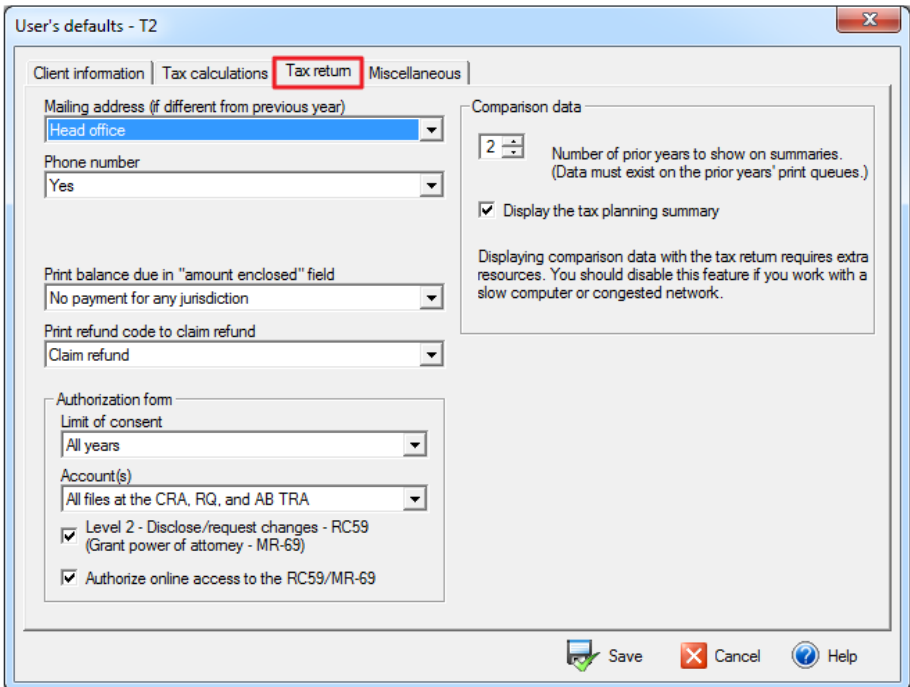 User's defaults - T2
Client information
Tax calculations
Tax return
Miscellaneous
Mailing address (if different from previous year)
Head office
Phone number
Yes
Print balance due in "amount enclosed" field
No payment for any jurisdiction
Print refund code to claim refund
Claim refund
Authorization form
Limit of consent
All years
Account(s)
All files at the CRA, RQ, and AB TRA
Level 2 - Disclose/request changes - RC59
(Grant power of attorney - MR-69)
Authorize online access to the RC59/MR-69
Comparison data
2
Number of prior years to show on summaries.
(Data must exist on the prior years' print queues.)
Display the tax planning summary
Displaying comparison data with the tax return requires extra
resources. You should disable this feature if you work with a
slow computer or congested network.
Save
Cancel
Help